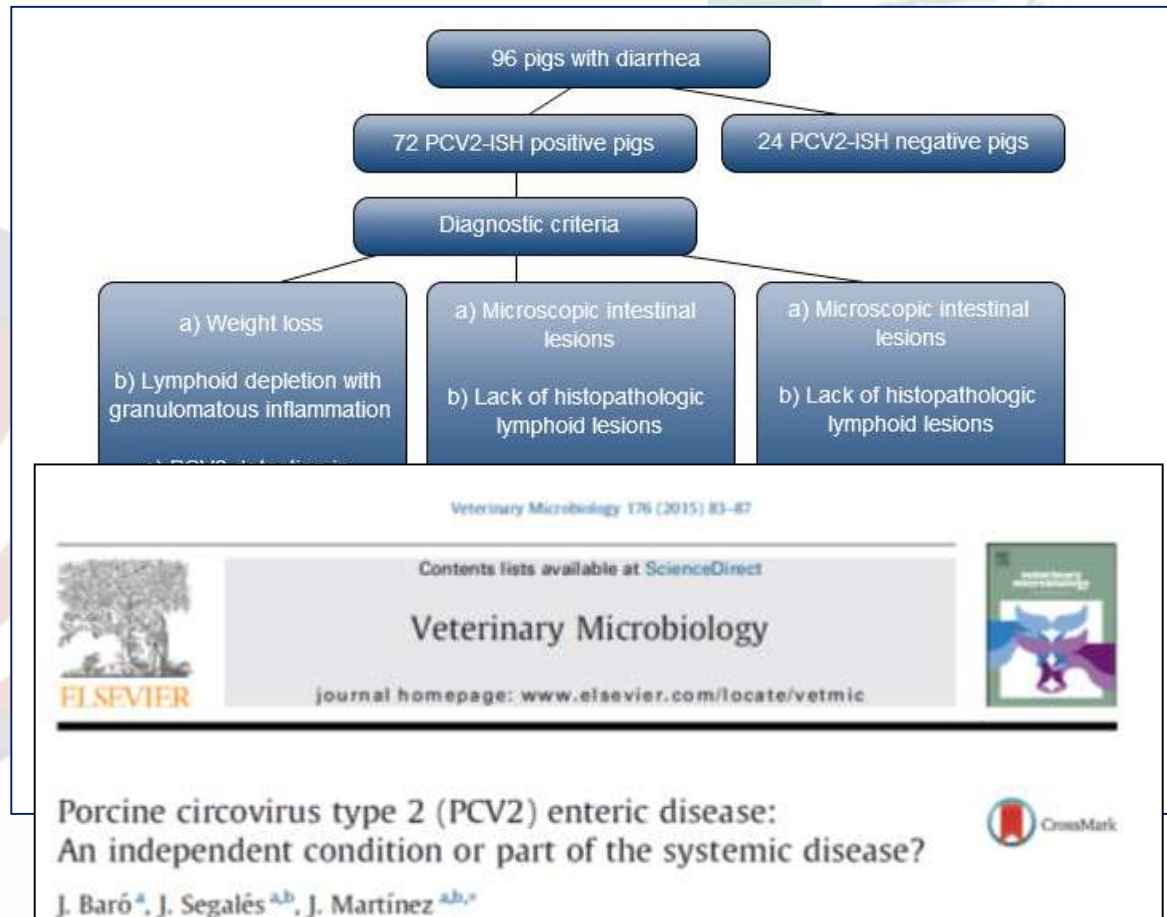 96 pigs with diarrhea
72 PCV2-ISH positive pigs
24 PCV2-ISH negative pigs
Diagnostic criteria
a) Weight loss
b) Lymphoid depletion with
granulomatous inflammation
a) Microscopic intestinal
lesions
b) Lack of histopathologic
lymphoid lesions
a) Microscopic intestinal
lesions
b) Lack of histopathologic
lymphoid lesions
Veterinary Microbiology 176 (2015) 83–87
Contents lists available at ScienceDirect
Veterinary Microbiology
journal homepage: www.elsevier.com/locate/vetmic
ELSEVIER
veterinary
microbiology
Porcine circovirus type 2 (PCV2) enteric disease:
An independent condition or part of the systemic disease?
CrossMark
J. Baró a, J. Segalés a,b, J. Martínez a,b,*